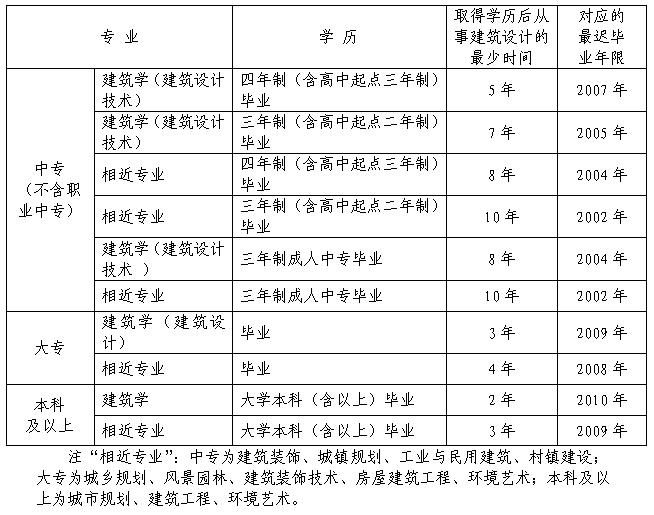 专 业
学 历
取得学历后从
事建筑设计的
最少时间
对应的
最迟毕
业年限
中专
（不含职
业中专）
建筑学（建筑设计
技术）
四年制（含高中起点三年制）
毕业
5 年
2007 年
建筑学（建筑设计
技术）
三年制（含高中起点二年制）
毕业
7 年
2005 年
相近专业
四年制（含高中起点三年制）
毕业
8 年
2004 年
相近专业
三年制（含高中起点二年制）
毕业
10 年
2002 年
建筑学（建筑设计
技术 ）
三年制成人中专毕业
8 年
2004 年
相近专业
三年制成人中专毕业
10 年
2002 年
大专
建筑学（建筑设
计）
毕业
3 年
2009 年
相近专业
毕业
4 年
2008 年
本科
及以上
建筑学
大学本科（含以上）毕业
2 年
2010 年
相近专业
大学本科（含以上）毕业
3 年
2009 年
注“相近专业”：中专为建筑装饰、城镇规划、工业与民用建筑、村镇建设；
大专为城乡规划、风景园林、建筑装饰技术、房屋建筑工程、环境艺术；本科及以
上为城市规划、建筑工程、环境艺术。